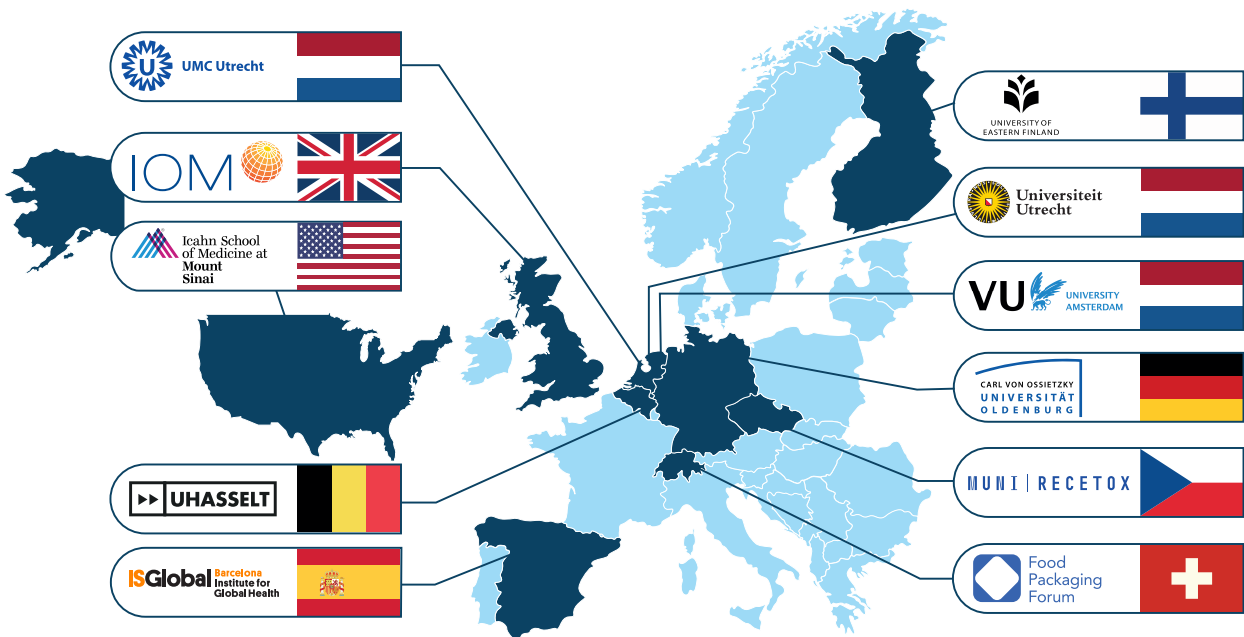 U
UMC Utrecht
IOM
Icahn School
of Medicine at
Mount
Sinai
UHASSELT
ISGlobal Barcelona
Institute for
Global Health
UNIVERSITY OF
EASTERN FINLAND
Universiteit
Utrecht
VU UNIVERSITY
AMSTERDAM
CARL VON OSSIETZKY
UNIVERSITÄT
OLDENBURG
MUNI | RECETOX
Food
Packaging
Forum